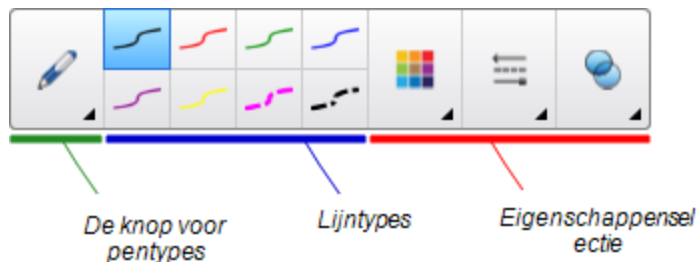 De knop voor
pentypes
Lijntypes
Eigenschappensel
ectie